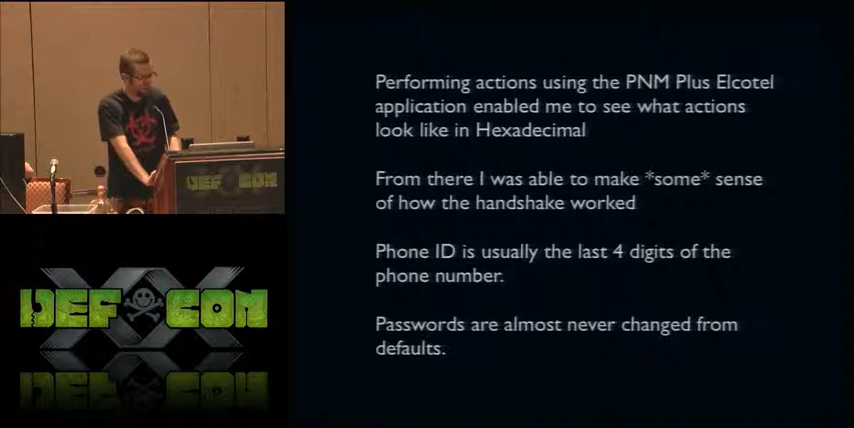 Performing actions using the PNM Plus Elcotel
application enabled me to see what actions
look like in Hexadecimal
From there I was able to make *some* sense
of how the handshake worked
Phone ID is usually the last 4 digits of the
phone number.
Passwords are almost never changed from
defaults.
DEF CON
XX
DEF CON